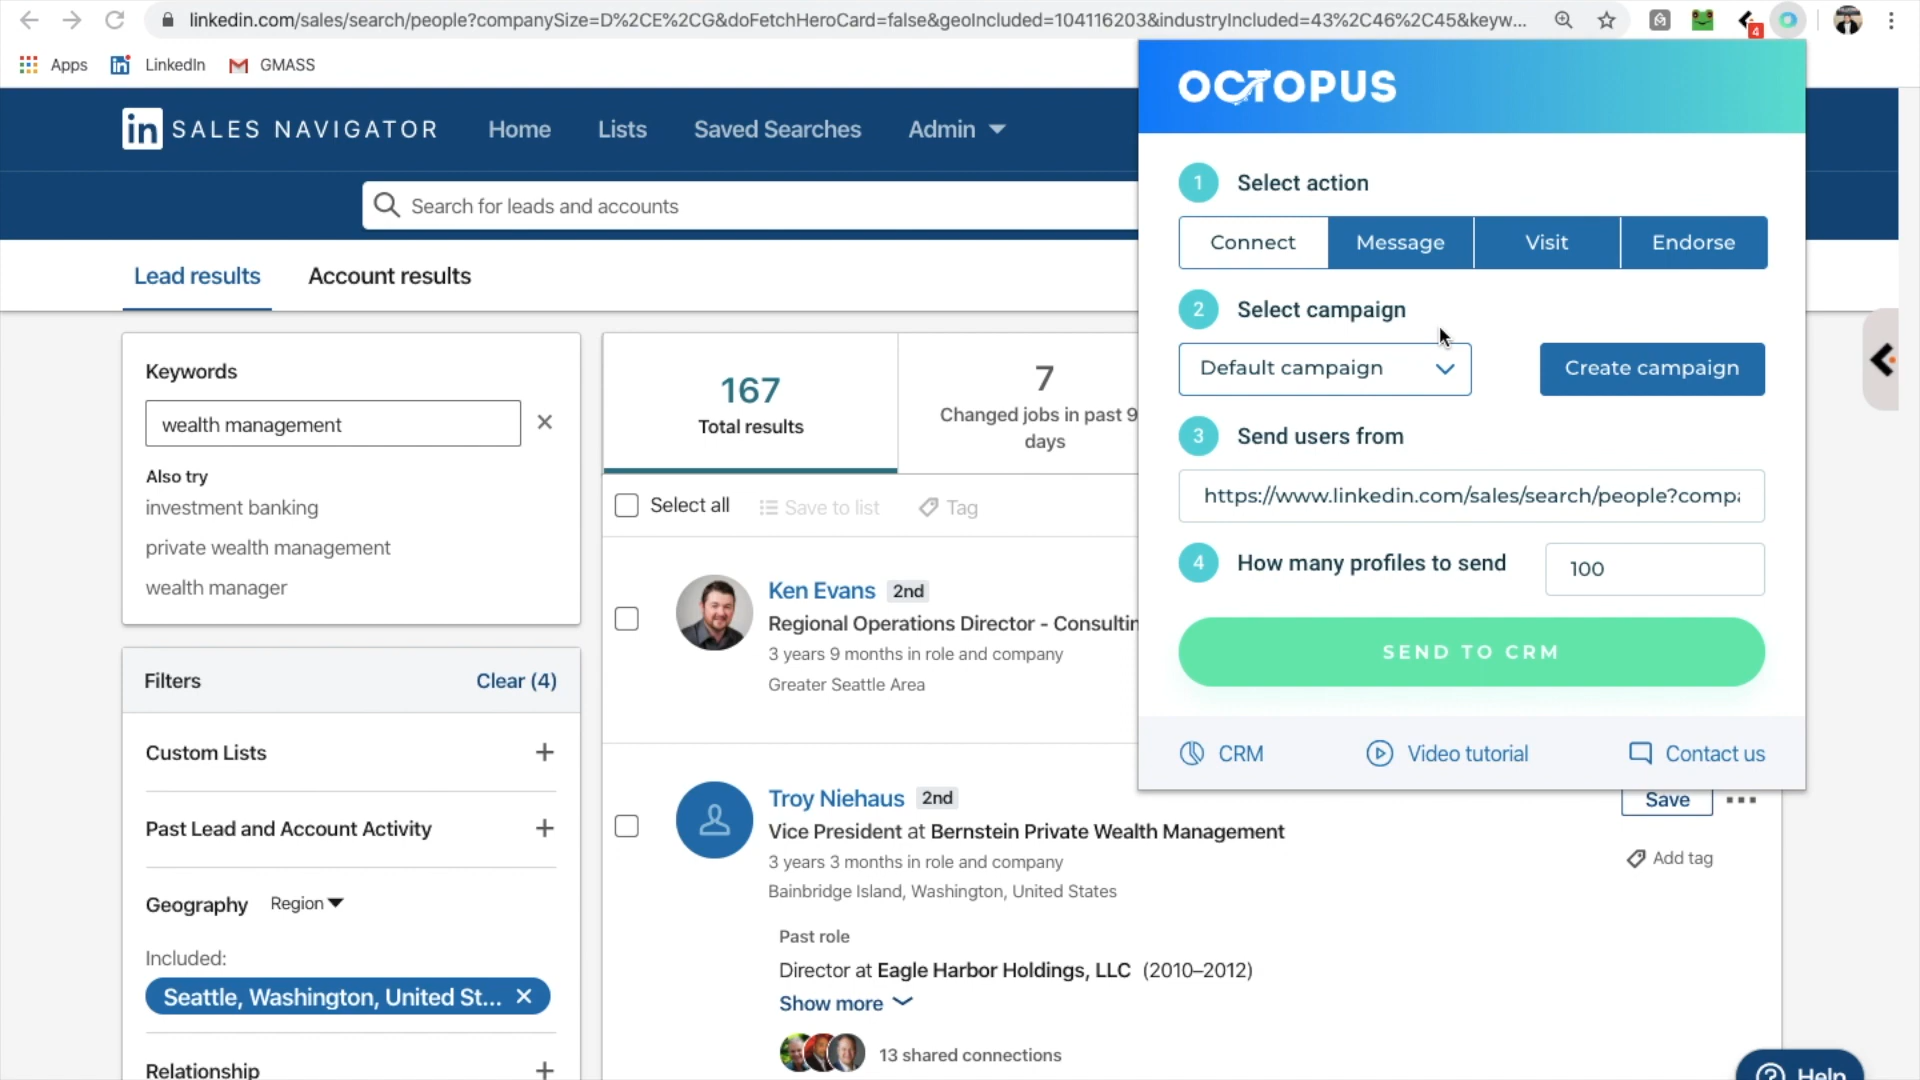 linkedin.com/sales/search/people?companySize=D%2CE%2CG&doFetchHeroCard=false&geoIncluded=104116203&industryIncluded=43%2C46%2C45&keyw...
4
Apps
LinkedIn
GMASS
in SALES NAVIGATOR
Home
Lists
Saved Searches
Admin
Search for leads and accounts
Lead results
Account results
Keywords
wealth management
Also try
investment banking
private wealth management
wealth manager
Filters
Clear (4)
Custom Lists
Past Lead and Account Activity
Geography
Region
Included:
Seattle, Washington, United St...
Relationship
167
Total results
7
Changed jobs in past 9
days
Select all
Save to list
Tag
Ken Evans 2nd
Regional Operations Director - Consultin
3 years 9 months in role and company
Greater Seattle Area
Troy Niehaus 2nd
Vice President at Bernstein Private Wealth Management
3 years 3 months in role and company
Bainbridge Island, Washington, United States
Past role
Director at Eagle Harbor Holdings, LLC (2010–2012)
Show more
13 shared connections
Save
Add tag
Help
OCTOPUS
1 Select action
Connect
Message
Visit
Endorse
2 Select campaign
Default campaign
Create campaign
3 Send users from
https://www.linkedin.com/sales/search/people?compa
4 How many profiles to send
100
SEND TO CRM
CRM
Video tutorial
Contact us